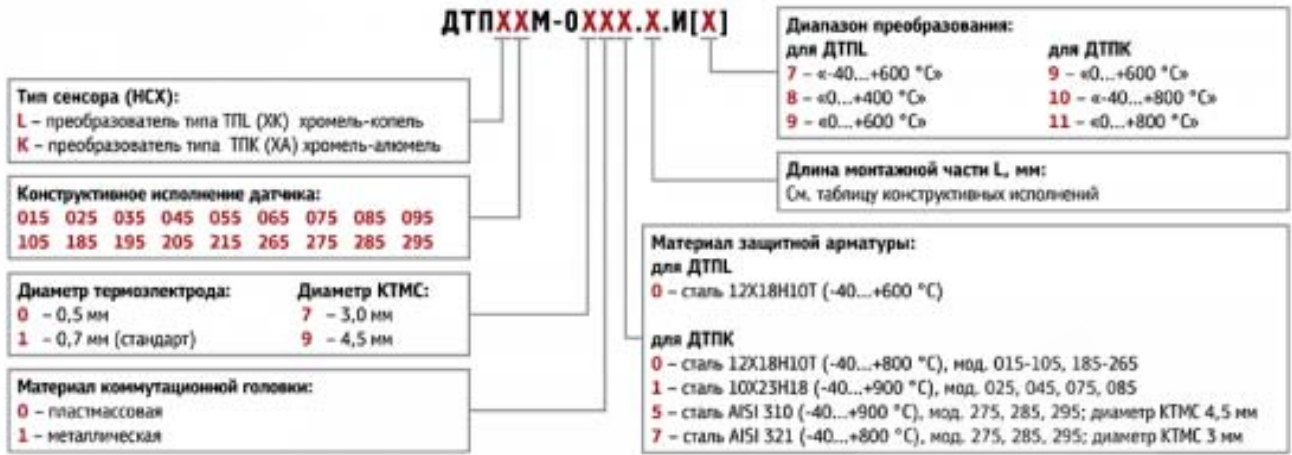 ДТПХХМ-0ХХХ.Х.И[Х]
Тип сенсора (НСХ):
L – преобразователь типа ТПL (ХК) хромель-копель
К – преобразователь типа ТПК (ХА) хромель-алюмель
Конструктивное исполнение датчика:
015 025 035 045 055 065 075 085 095
105 185 195 205 215 265 275 285 295
Диаметр термоэлектрода: Диаметр КТМС:
0 – 0,5 мм 7 – 3,0 мм
1 – 0,7 мм (стандарт) 9 – 4,5 мм
Материал коммутационной головки:
0 – пластмассовая
1 – металлическая
Диапазон преобразования:
для ДТПL для ДТПК
7 – «-40...+600 °С» 9 – «0...+600 °С»
8 – «0...+400 °С» 10 – «-40...+800 °С»
9 – «0...+600 °С» 11 – «0...+800 °С»
Длина монтажной части L, мм:
См. таблицу конструктивных исполнений
Материал защитной арматуры:
для ДТПL
0 – сталь 12Х18Н10Т (-40...+600 °С)
для ДТПК
0 – сталь 12Х18Н10Т (-40...+800 °С), мод. 015-105, 185-265
1 – сталь 10Х23Н18 (-40...+900 °С), мод. 025, 045, 075, 085
5 – сталь AISI 310 (-40...+900 °С), мод. 275, 285, 295; диаметр КТМС 4,5 мм
7 – сталь AISI 321 (-40...+800 °С), мод. 275, 285, 295; диаметр КТМС 3 мм